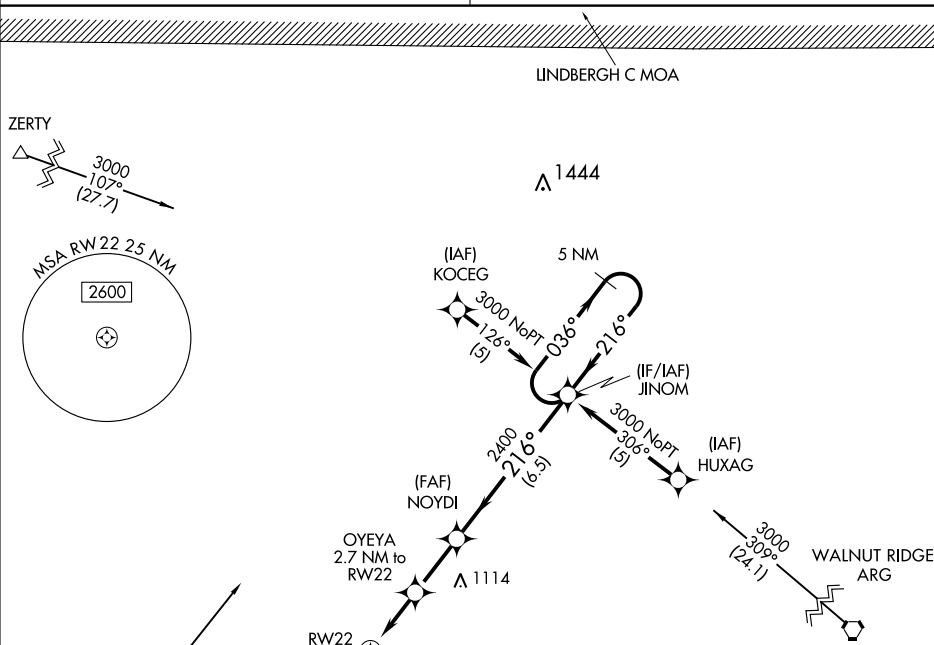 LINDBERGH C MOA
ZERTY
3000
107°
(27.7)
1444
MSA RW22 25 NM
2600
(IAF)
KOCEG
5 NM
3000 NoPT
126°
(5)
036°
216°
(IF/IAF)
JINOM
3000 NoPT
306°
(5)
(IAF)
HUXAG
2400
216°
(6.5)
(FAF)
NOYDI
OYEYA
2.7 NM to
RW22
1114
3000
309°
(24.1)
WALNUT RIDGE
ARG
RW22